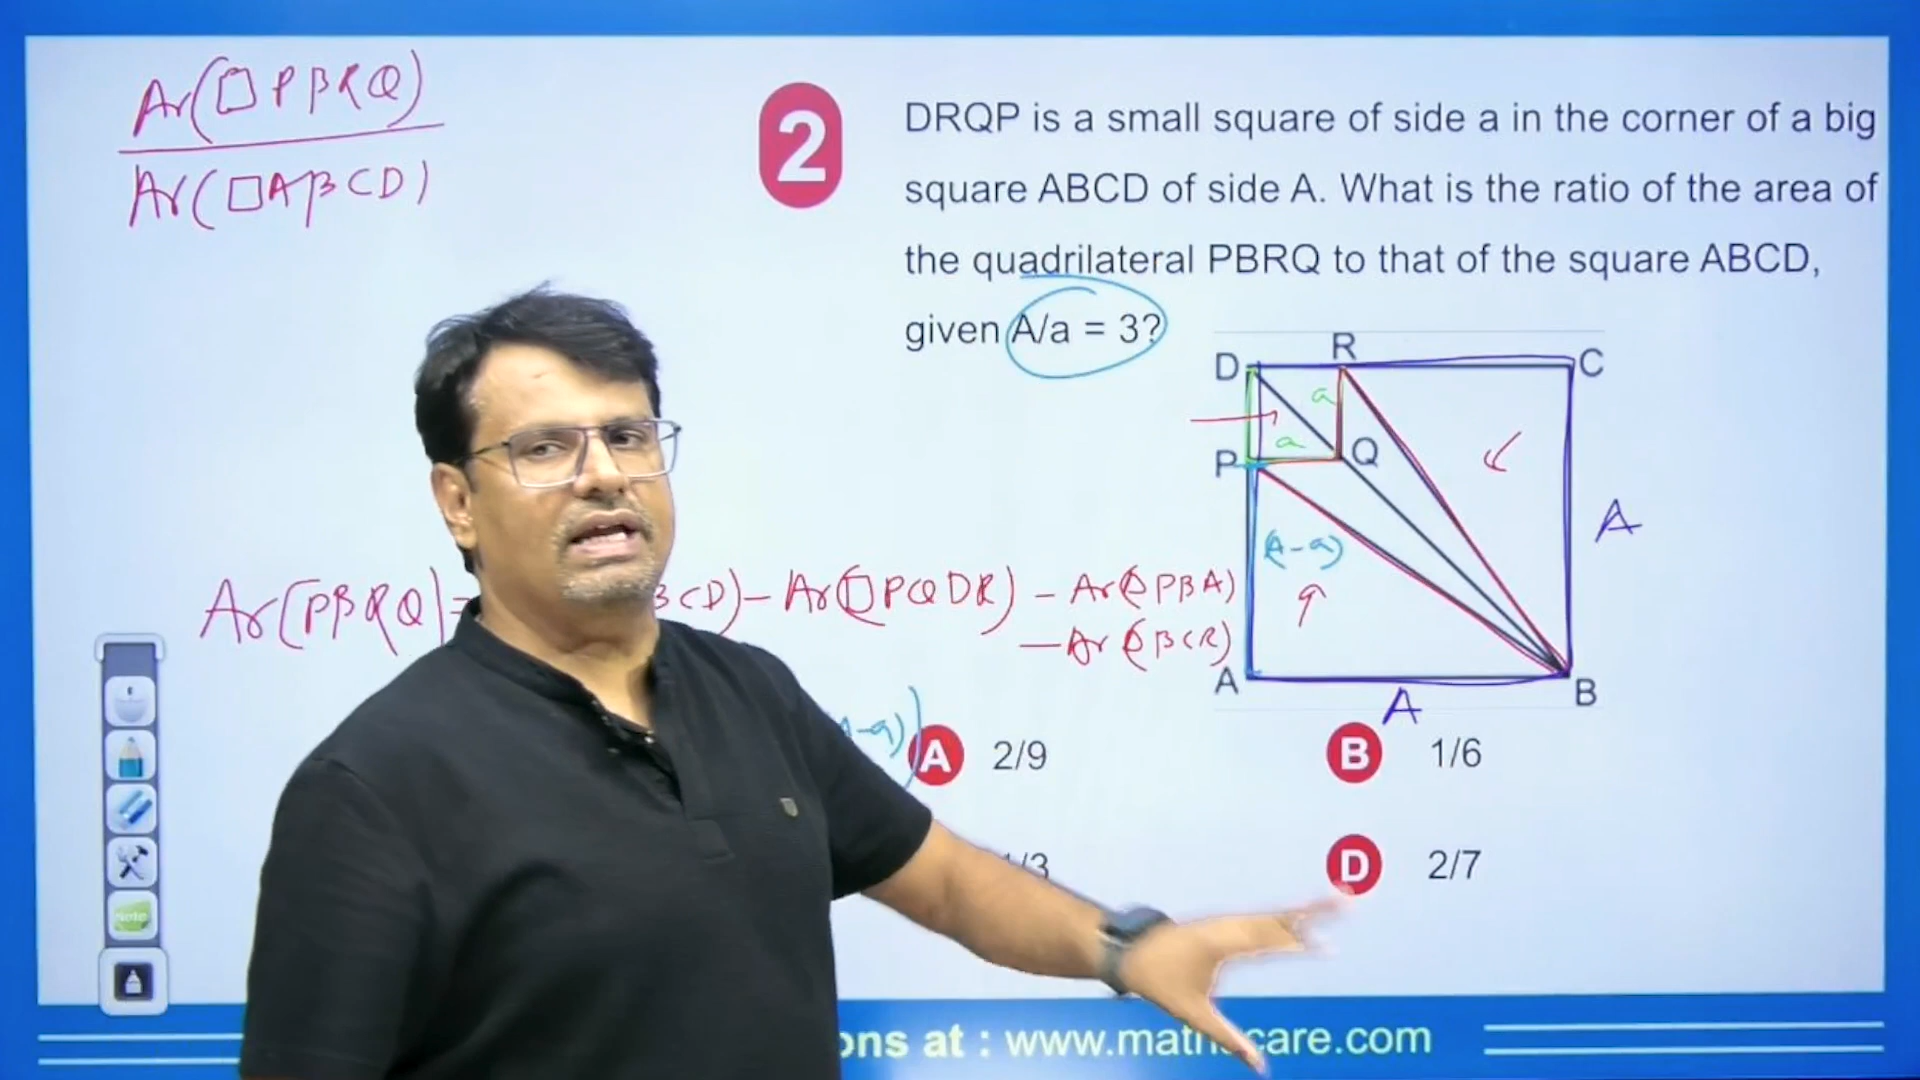 Ar(□PBRQ)
Ar(□ABCD)
2
DRQP is a small square of side a in the corner of a big
square ABCD of side A. What is the ratio of the area of
the quadrilateral PBRQ to that of the square ABCD,
given A/a = 3?
D R C
a
a
P Q
A
(A-a)
Ar(PBRQ) = BCD) - Ar(□PQDR) - Ar(△PBA)
- Ar(△BCR)
A B
A
-a))
A 2/9
B 1/6
/3
D 2/7
Note
ons at : www.math care.com